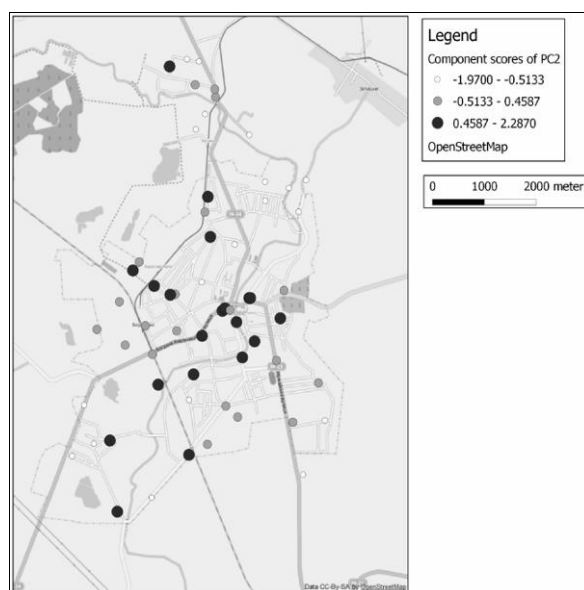 Legend
Component scores of PC2
-1.9700 - -0.5133
-0.5133 - 0.4587
0.4587 - 2.2870
OpenStreetMap
0 1000 2000 meter
Data CC-By-SA by OpenStreetMap